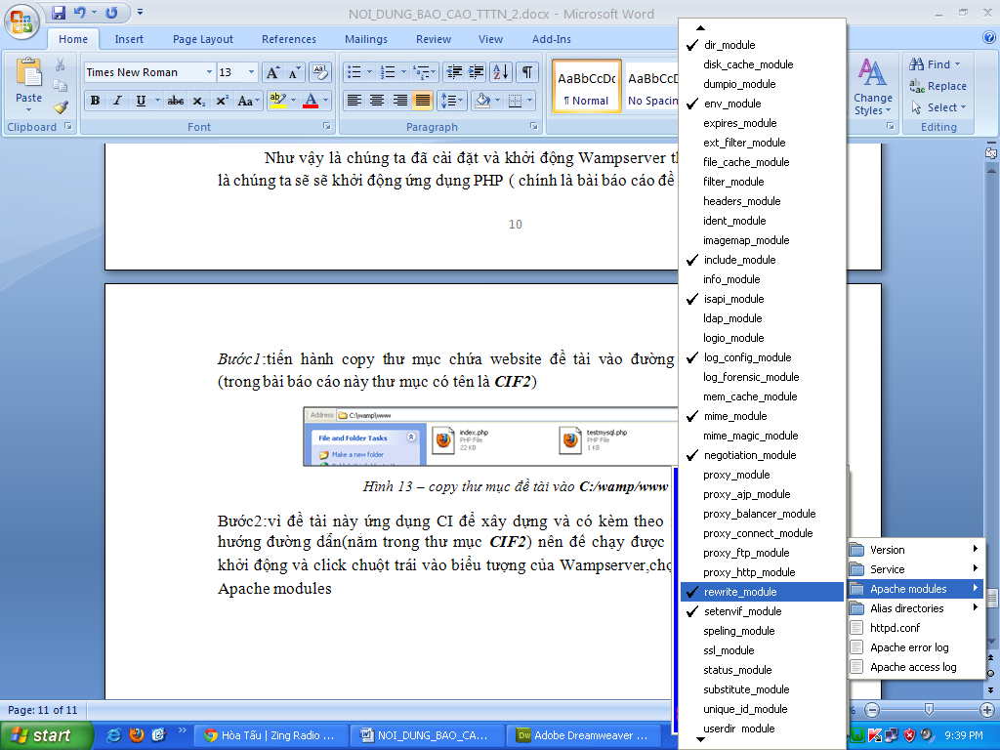 NOI_DUNG_BAO_CAO_TTTN_2.docx - Microsoft Word
Home Insert Page Layout References Mailings Review View Add-Ins
Paste
Clipboard
Times New Roman 13
B I U abc x₂ x² Aa
Font
Paragraph
AaBbCcDc
¶ Normal
AaBbCcD
No Spacin
Change
Styles
Find
Replace
Select
Editing
Như vậy là chúng ta đã cài đặt và khởi động Wampserver th
là chúng ta sẽ sẽ khởi động ứng dụng PHP ( chính là bài báo cáo đề
10
Bước1:tiến hành copy thư mục chứa website đề tài vào đường
(trong bài báo cáo này thư mục có tên là CIF2)
Address C:\wamp\www
File and Folder Tasks
Make a new folder
index.php
PHP File
22 KB
testmysql.php
PHP File
1 KB
Hình 13 – copy thư mục đề tài vào C:/wamp/www
Bước2:vì đề tài này ứng dụng CI để xây dựng và có kèm theo
hướng đường dẫn(nằm trong thư mục CIF2) nên để chạy được
khởi động và click chuột trái vào biểu tượng của Wampserver,chọ
Apache modules
dir_module
disk_cache_module
dumpio_module
env_module
expires_module
ext_filter_module
file_cache_module
filter_module
headers_module
ident_module
imagemap_module
include_module
info_module
isapi_module
ldap_module
logio_module
log_config_module
log_forensic_module
mem_cache_module
mime_module
mime_magic_module
negotiation_module
proxy_module
proxy_ajp_module
proxy_balancer_module
proxy_connect_module
proxy_ftp_module
proxy_http_module
rewrite_module
setenvif_module
speling_module
ssl_module
status_module
substitute_module
unique_id_module
userdir_module
Version
Service
Apache modules
Alias directories
httpd.conf
Apache error log
Apache access log
Page: 11 of 11
%
start
Hòa Tấu | Zing Radio ...
NOI_DUNG_BAO_CA...
Adobe Dreamweaver ...
9:39 PM